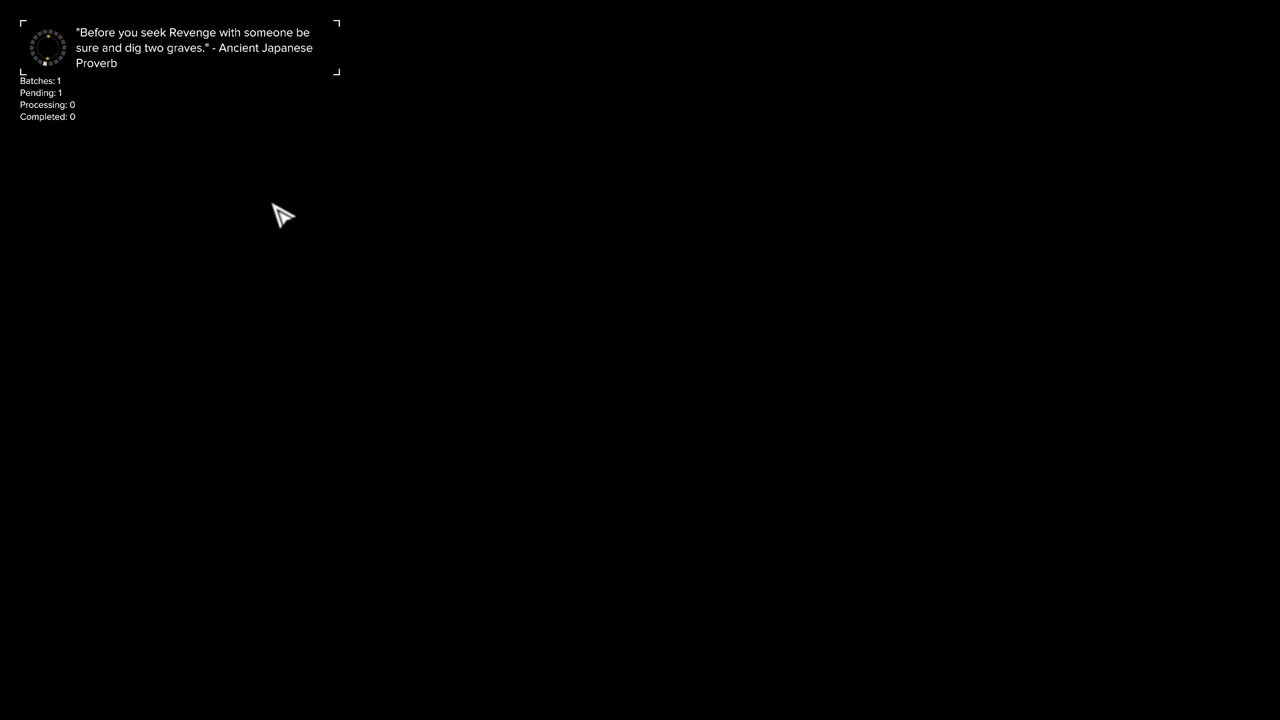 "Before you seek Revenge with someone be
sure and dig two graves." - Ancient Japanese
Proverb
Batches: 1
Pending: 1
Processing: 0
Completed: 0